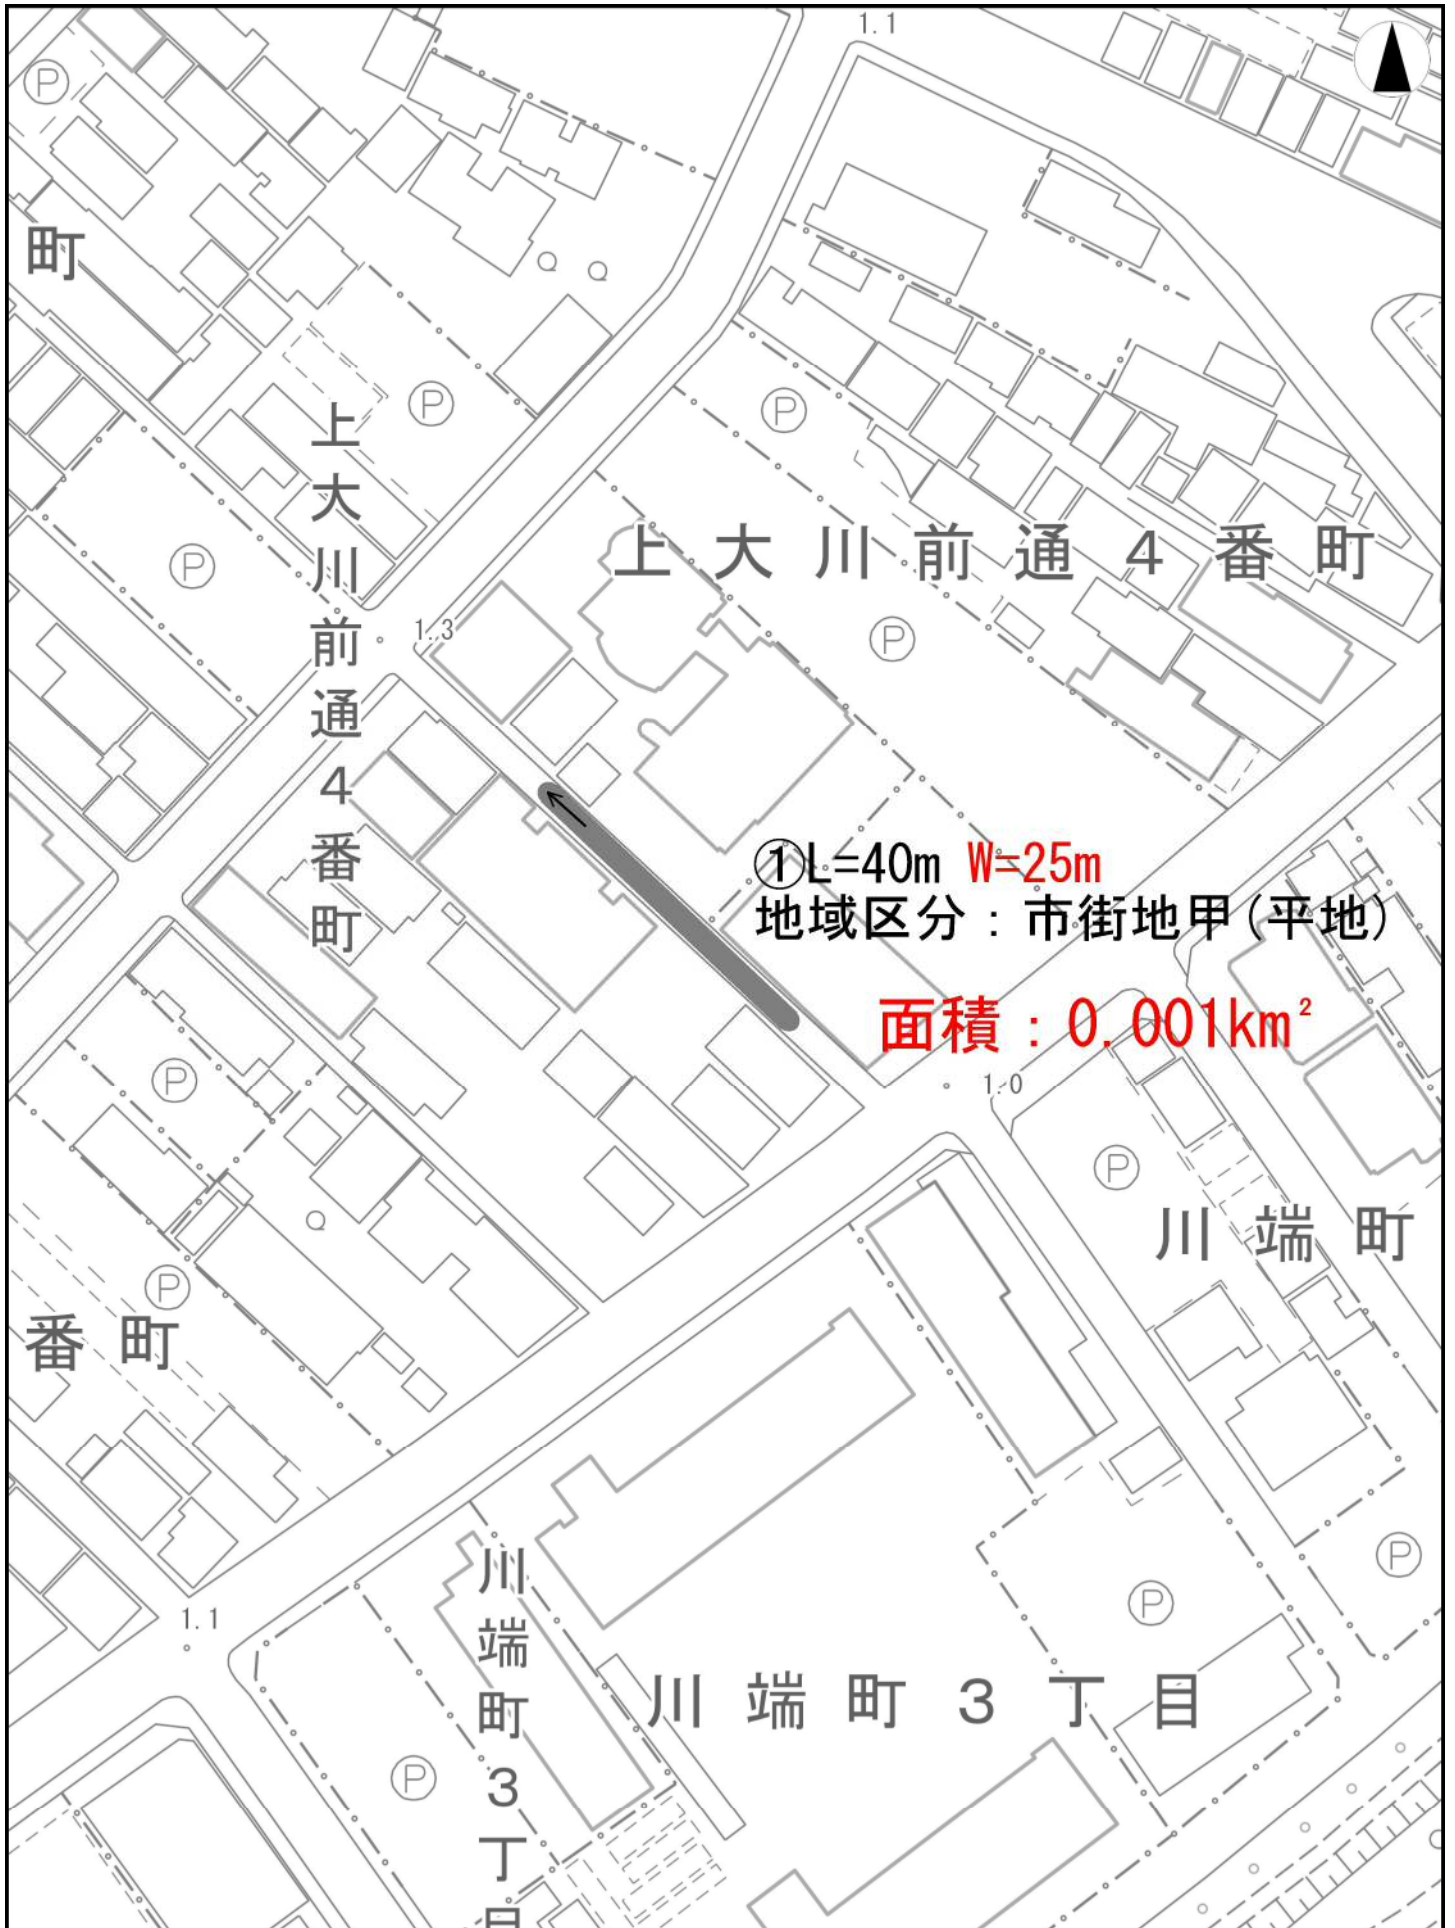 1.1
Ⓟ
町
Ⓟ
Ⓟ
上大川前通4番町
上大川前通4番町
Ⓟ
Ⓟ
1.3
①L=40m W=25m
地域区分：市街地甲(平地)
面積：0.001km²
Ⓟ
1.0
Ⓟ
川端町
Ⓟ
番町
Ⓟ
川端町3丁目
Ⓟ
1.1
川端町3丁目
Ⓟ